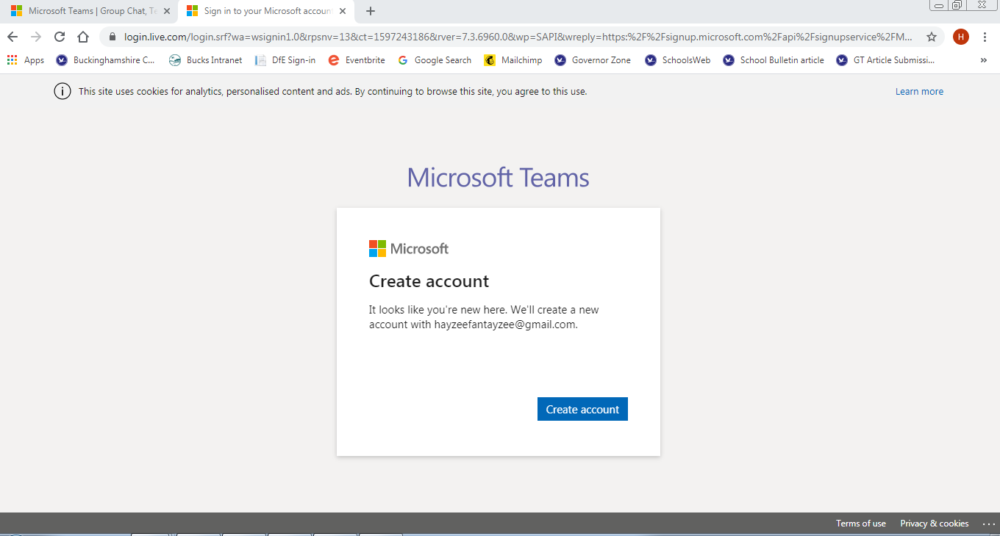 Microsoft Teams | Group Chat, Te
Sign in to your Microsoft accoun
login.live.com/login.srf?wa=wsignin1.0&rpsnv=13&ct=1597243186&rver=7.3.6960.0&wp=SAPI&wreply=https:%2F%2Fsignup.microsoft.com%2Fapi%2Fsignupservice%2FM...
H
Apps
Buckinghamshire C...
Bucks Intranet
DfE Sign-in
Eventbrite
Google Search
Mailchimp
Governor Zone
SchoolsWeb
School Bulletin article
GT Article Submissi...
»
This site uses cookies for analytics, personalised content and ads. By continuing to browse this site, you agree to this use.
Learn more
Microsoft Teams
Microsoft
Create account
It looks like you're new here. We'll create a new
account with hayzeefantayzee@gmail.com.
Create account
Terms of use
Privacy & cookies
...